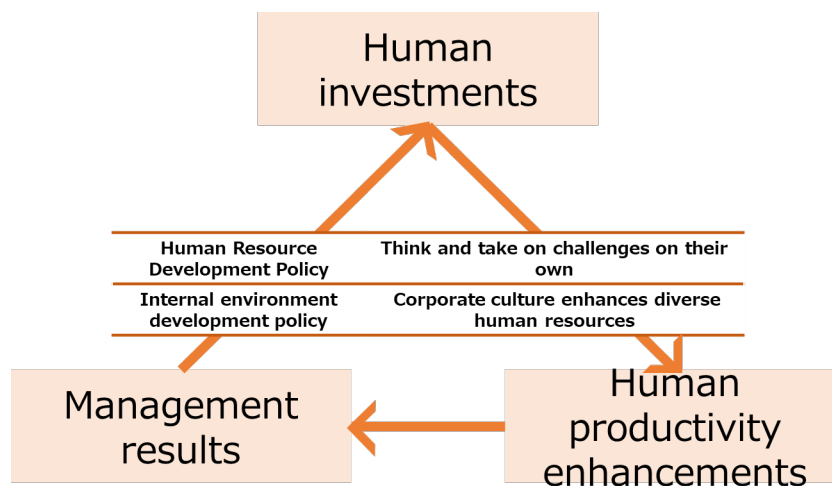 Human
investments
Human Resource
Development Policy
Think and take on challenges on their
own
Internal environment
development policy
Corporate culture enhances diverse
human resources
Management
results
Human
productivity
enhancements